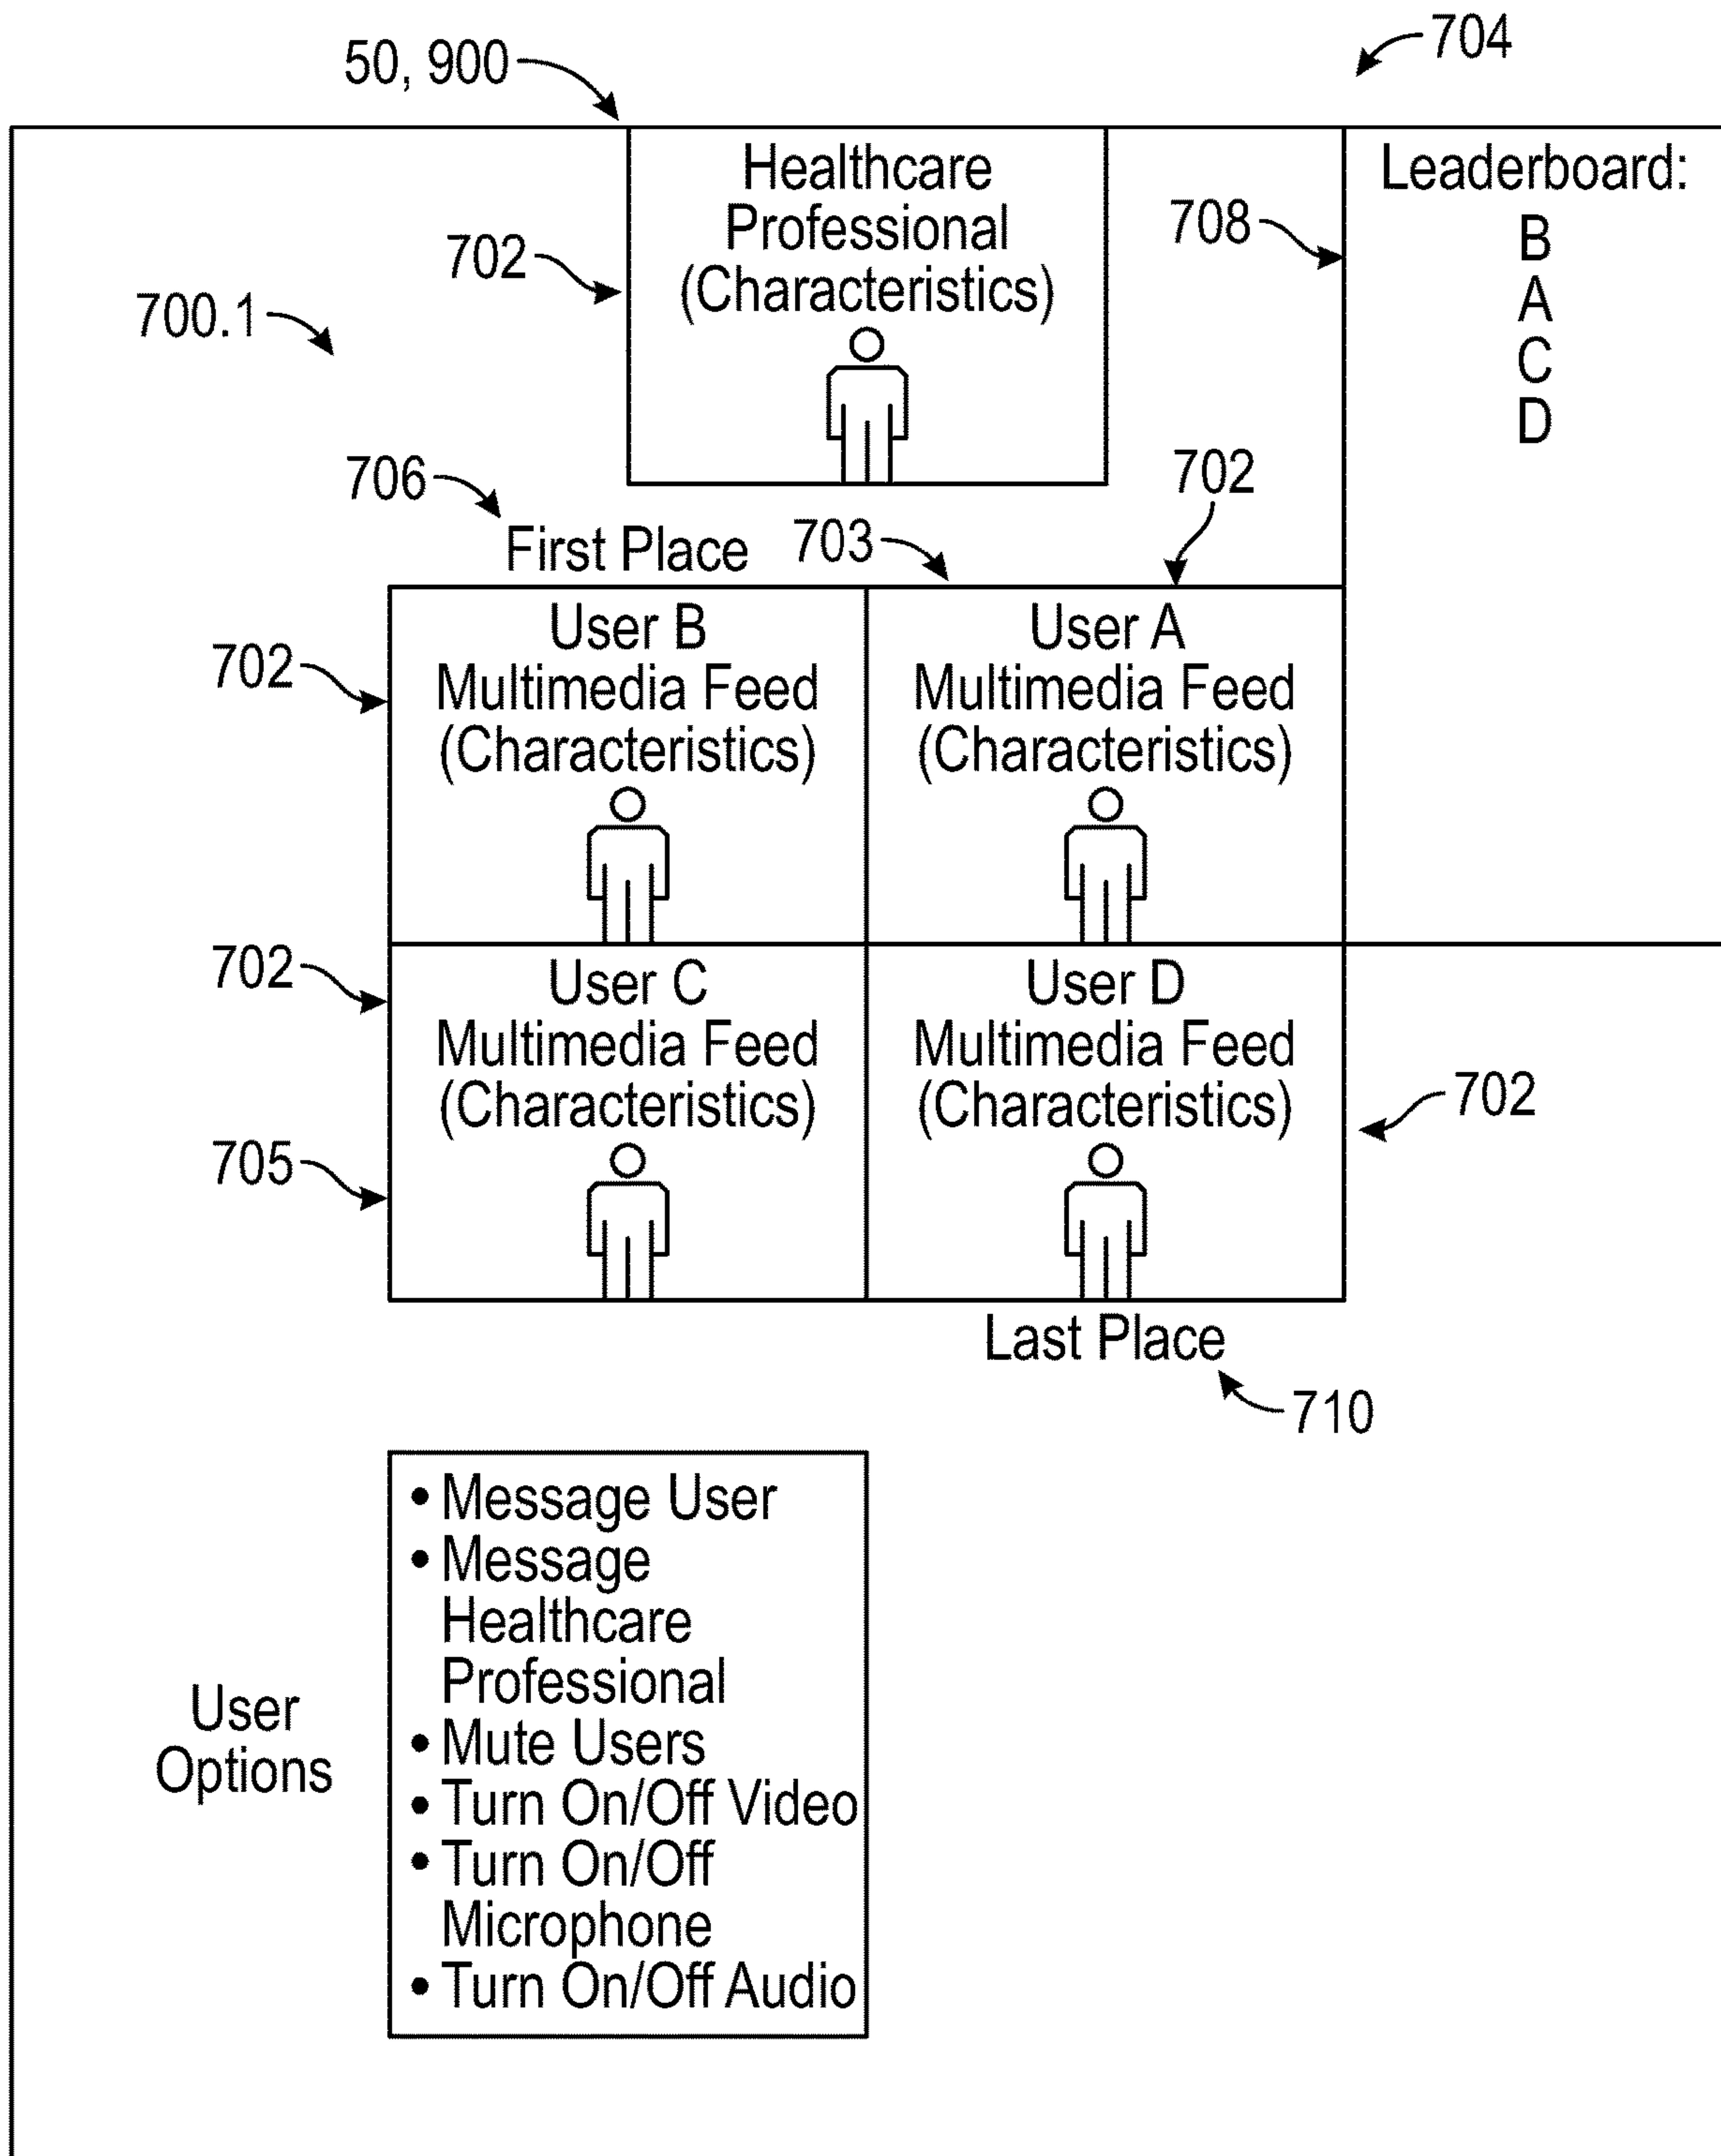 704
50, 900
Healthcare
Professional
(Characteristics)
Leaderboard:
B
A
C
D
708
702
700.1
706
First Place
703
702
User B
Multimedia Feed
(Characteristics)
User A
Multimedia Feed
(Characteristics)
702
702
User C
Multimedia Feed
(Characteristics)
User D
Multimedia Feed
(Characteristics)
702
705
Last Place
710
User
Options
• Message User
• Message
Healthcare
Professional
• Mute Users
• Turn On/Off Video
• Turn On/Off
Microphone
• Turn On/Off Audio